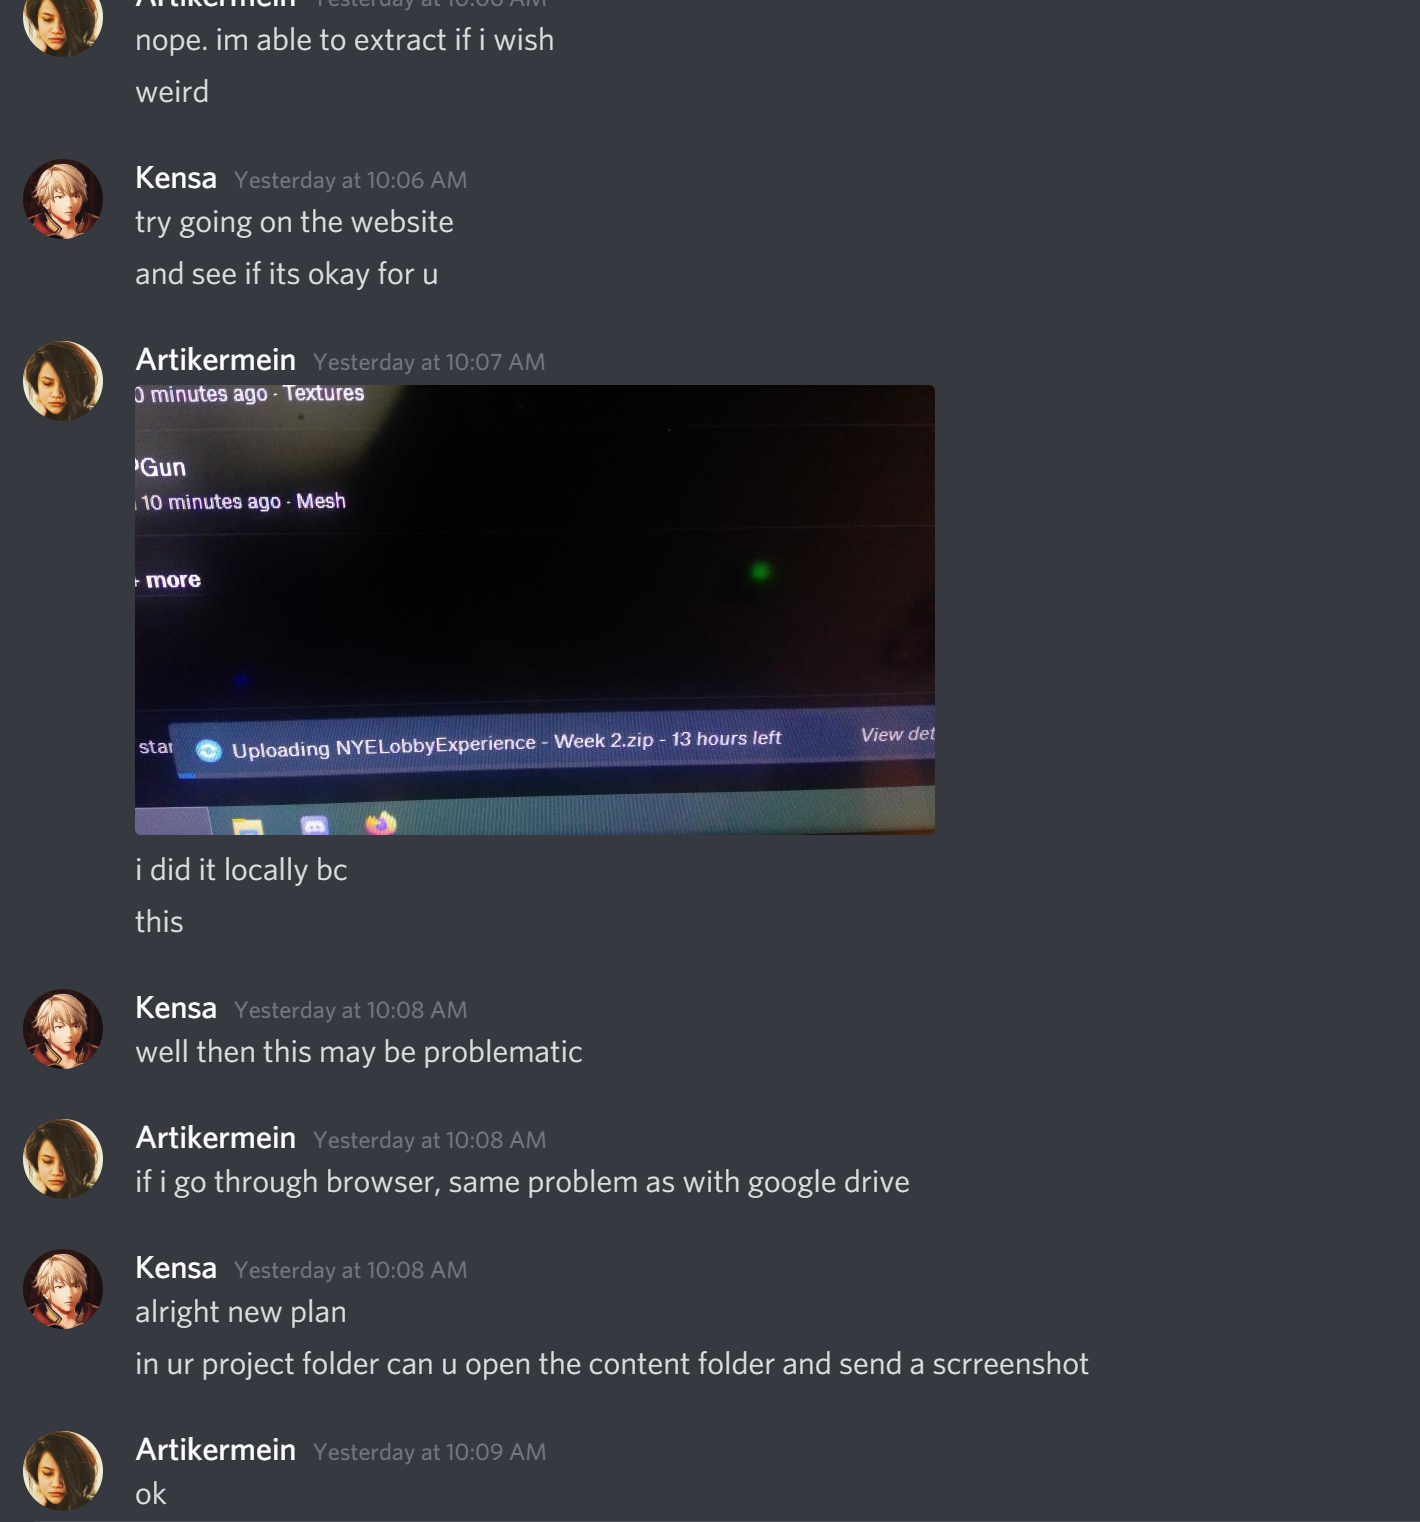 Artikermein Yesterday at 10:06 AM
nope. im able to extract if i wish
weird
Kensa Yesterday at 10:06 AM
try going on the website
and see if its okay for u
Artikermein Yesterday at 10:07 AM
0 minutes ago · Textures
PGun
10 minutes ago · Mesh
+ more
star
Uploading NYELobbyExperience - Week 2.zip - 13 hours left
View det
i did it locally bc
this
Kensa Yesterday at 10:08 AM
well then this may be problematic
Artikermein Yesterday at 10:08 AM
if i go through browser, same problem as with google drive
Kensa Yesterday at 10:08 AM
alright new plan
in ur project folder can u open the content folder and send a scrreenshot
Artikermein Yesterday at 10:09 AM
ok